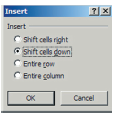 Insert
Insert
Shift cells right
Shift cells down
Entire row
Entire column
OK
Cancel